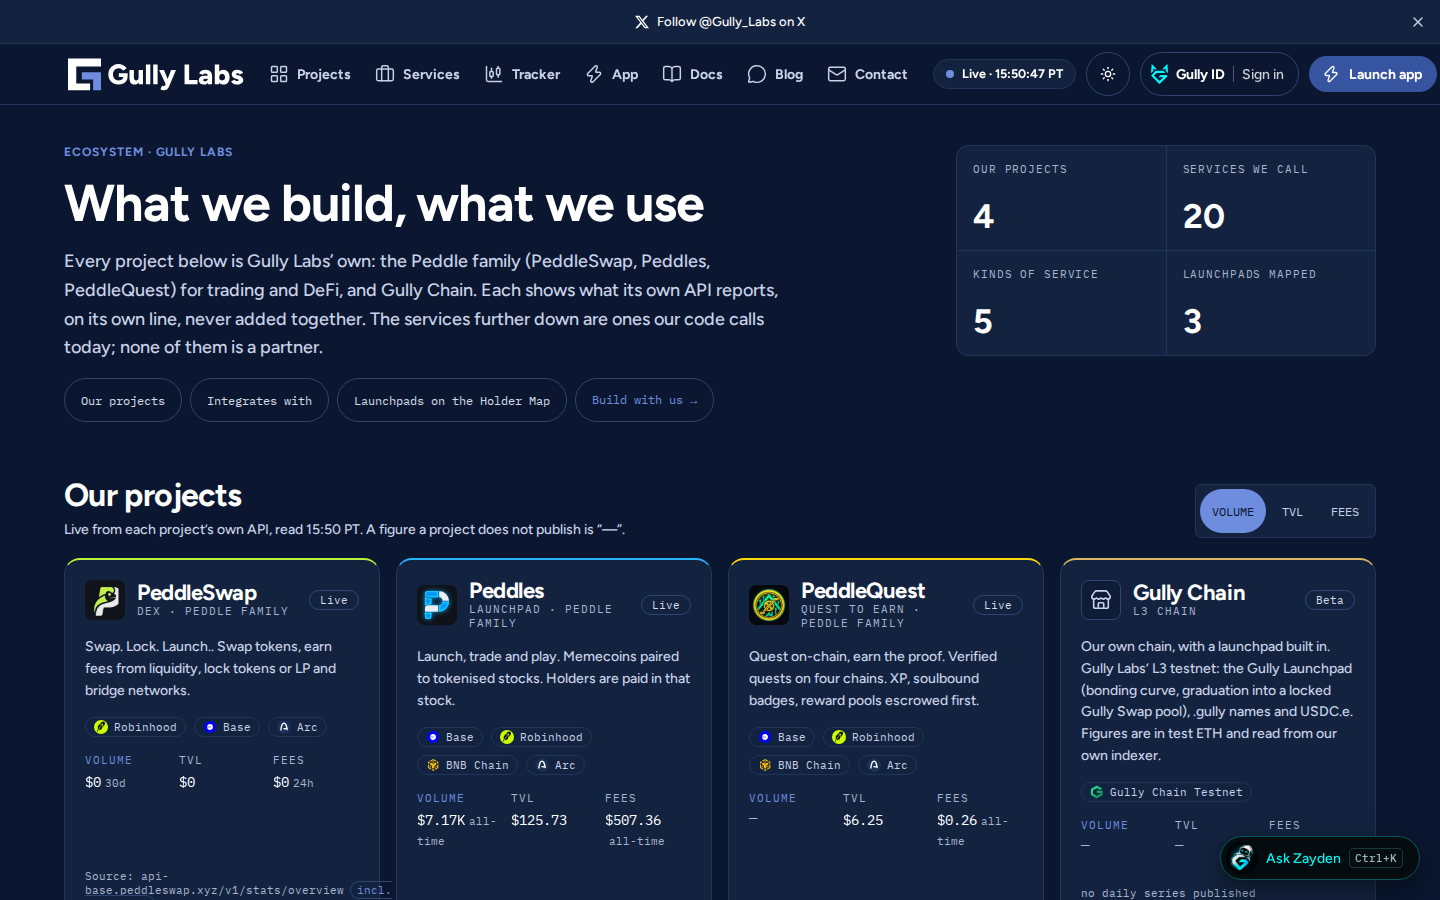 Follow @Gully_Labs on X
Gully Labs
Projects
Services
Tracker
App
Docs
Blog
Contact
Live · 15:50:47 PT
Gully ID
Sign in
Launch app
ECOSYSTEM · GULLY LABS
What we build, what we use
Every project below is Gully Labs’ own: the Peddle family (PeddleSwap, Peddles,
PeddleQuest) for trading and DeFi, and Gully Chain. Each shows what its own API reports,
on its own line, never added together. The services further down are ones our code calls
today; none of them is a partner.
Our projects
Integrates with
Launchpads on the Holder Map
Build with us →
OUR PROJECTS
4
SERVICES WE CALL
20
KINDS OF SERVICE
5
LAUNCHPADS MAPPED
3
Our projects
Live from each project’s own API, read 15:50 PT. A figure a project does not publish is “—”.
VOLUME
TVL
FEES
PeddleSwap
DEX · PEDDLE FAMILY
Live
Swap. Lock. Launch.. Swap tokens, earn
fees from liquidity, lock tokens or LP and
bridge networks.
Robinhood
Base
Arc
VOLUME
$0 30d
TVL
$0
FEES
$0 24h
Source: api-
base.peddleswap.xyz/v1/stats/overview
incl.
Peddles
LAUNCHPAD · PEDDLE
FAMILY
Live
Launch, trade and play. Memecoins paired
to tokenised stocks. Holders are paid in that
stock.
Base
Robinhood
BNB Chain
Arc
VOLUME
$7.17K all-
time
TVL
$125.73
FEES
$507.36
all-time
PeddleQuest
QUEST TO EARN ·
PEDDLE FAMILY
Live
Quest on-chain, earn the proof. Verified
quests on four chains. XP, soulbound
badges, reward pools escrowed first.
Base
Robinhood
BNB Chain
Arc
VOLUME
—
TVL
$6.25
FEES
$0.26 all-
time
Gully Chain
L3 CHAIN
Beta
Our own chain, with a launchpad built in.
Gully Labs’ L3 testnet: the Gully Launchpad
(bonding curve, graduation into a locked
Gully Swap pool), .gully names and USDC.e.
Figures are in test ETH and read from our
own indexer.
Gully Chain Testnet
VOLUME
—
TVL
—
FEES
no daily series published
Ask Zayden
Ctrl+K